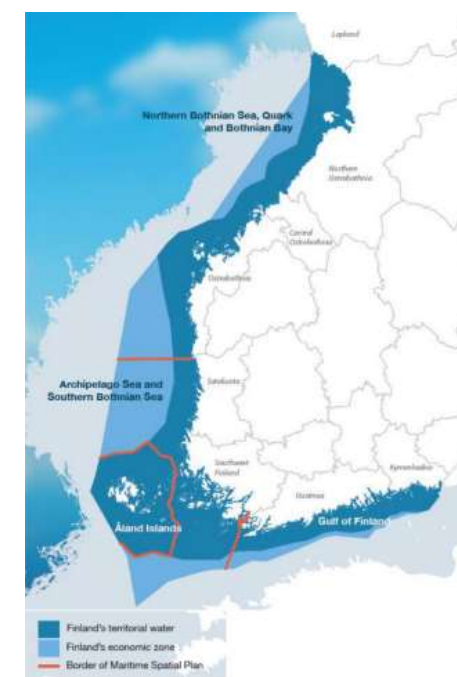 Lapland
Northern Bothnian Sea, Quark
and Bothnian Bay
Northern
Ostrobothnia
Central
Ostrobothnia
Ostrobothnia
Archipelago Sea and
Southern Bothnian Sea
Satakunta
Southwest
Finland
Kymenlaakso
Uusimaa
Åland Islands
Gulf of Finland
Finland's territorial water
Finland's economic zone
Border of Maritime Spatial Plan